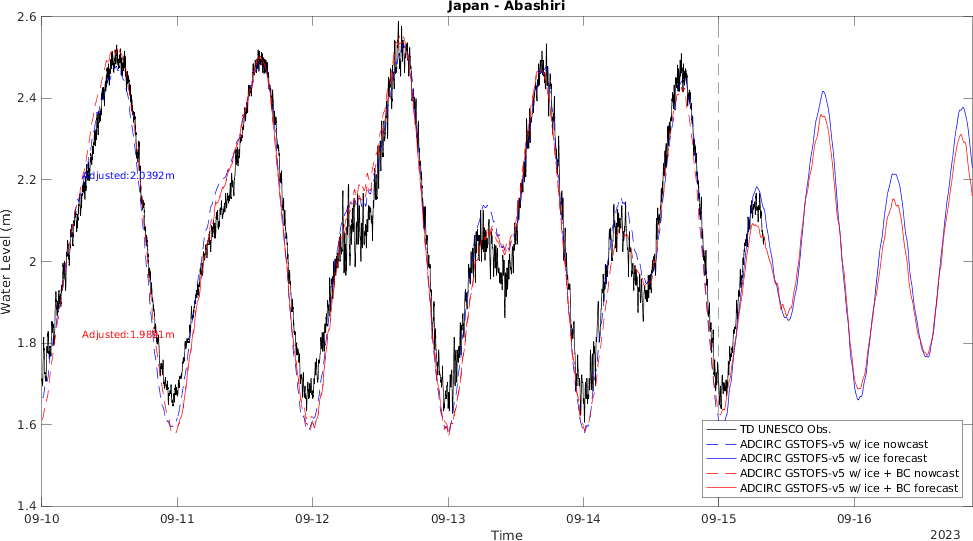 Japan - Abashiri
2.6
2.4
2.2
2
1.8
1.6
1.4
Water Level (m)
Adjusted:2.0392m
TD UNESCO Obs.
ADCIRC GSTOFS-v5 w/ ice nowcast
ADCIRC GSTOFS-v5 w/ ice forecast
ADCIRC GSTOFS-v5 w/ ice + BC nowcast
ADCIRC GSTOFS-v5 w/ ice + BC forecast
09-10 09-11 09-12 09-13 09-14 09-15 09-16
Time
2023